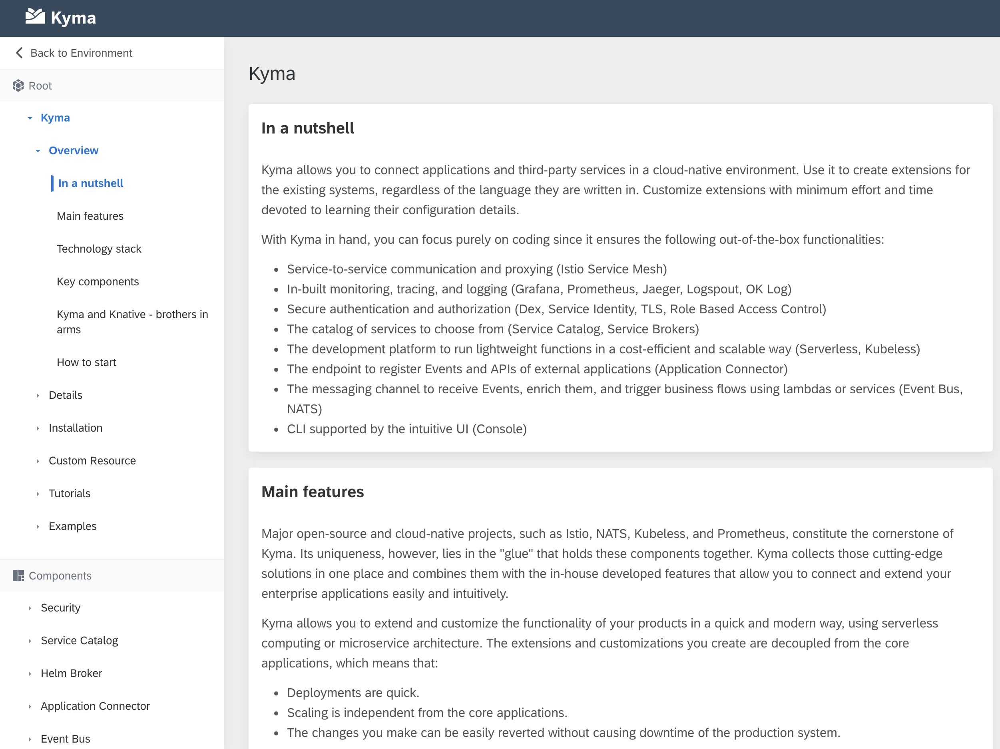 Kyma
Back to Environment
Root
Kyma
Overview
In a nutshell
Main features
Technology stack
Key components
Kyma and Knative - brothers in
arms
How to start
Details
Installation
Custom Resource
Tutorials
Examples
Components
Security
Service Catalog
Helm Broker
Application Connector
Event Bus
Kyma
In a nutshell
Kyma allows you to connect applications and third-party services in a cloud-native environment. Use it to create extensions for
the existing systems, regardless of the language they are written in. Customize extensions with minimum effort and time
devoted to learning their configuration details.
With Kyma in hand, you can focus purely on coding since it ensures the following out-of-the-box functionalities:
• Service-to-service communication and proxying (Istio Service Mesh)
• In-built monitoring, tracing, and logging (Grafana, Prometheus, Jaeger, Logspout, OK Log)
• Secure authentication and authorization (Dex, Service Identity, TLS, Role Based Access Control)
• The catalog of services to choose from (Service Catalog, Service Brokers)
• The development platform to run lightweight functions in a cost-efficient and scalable way (Serverless, Kubeless)
• The endpoint to register Events and APIs of external applications (Application Connector)
• The messaging channel to receive Events, enrich them, and trigger business flows using lambdas or services (Event Bus,
NATS)
• CLI supported by the intuitive UI (Console)
Main features
Major open-source and cloud-native projects, such as Istio, NATS, Kubeless, and Prometheus, constitute the cornerstone of
Kyma. Its uniqueness, however, lies in the "glue" that holds these components together. Kyma collects those cutting-edge
solutions in one place and combines them with the in-house developed features that allow you to connect and extend your
enterprise applications easily and intuitively.
Kyma allows you to extend and customize the functionality of your products in a quick and modern way, using serverless
computing or microservice architecture. The extensions and customizations you create are decoupled from the core
applications, which means that:
• Deployments are quick.
• Scaling is independent from the core applications.
• The changes you make can be easily reverted without causing downtime of the production system.